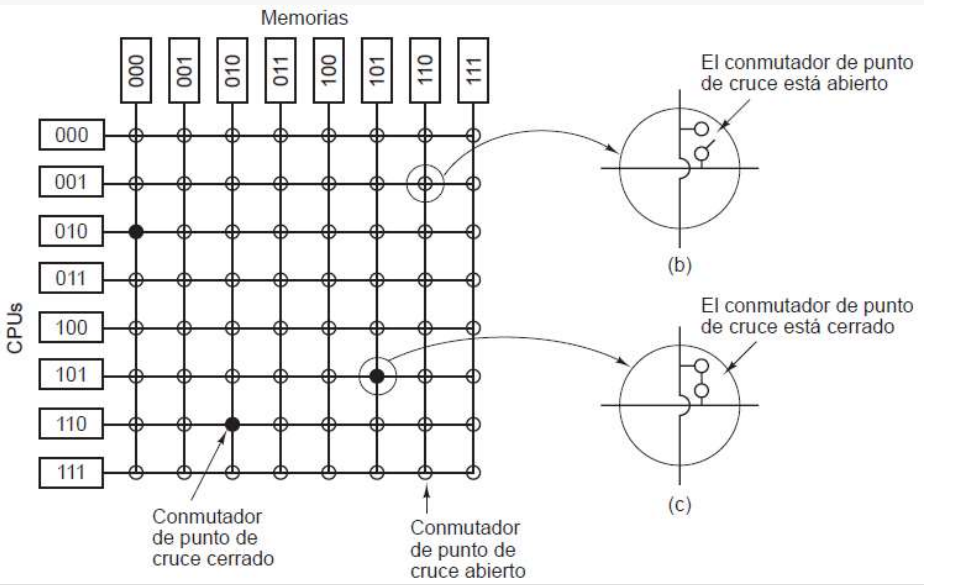 Memorias
000
001
010
011
100
101
110
111
CPUs
000
001
010
011
100
101
110
111
El conmutador de punto
de cruce está abierto
(b)
El conmutador de punto
de cruce está cerrado
(c)
Conmutador
de punto de
cruce cerrado
Conmutador
de punto de
cruce abierto